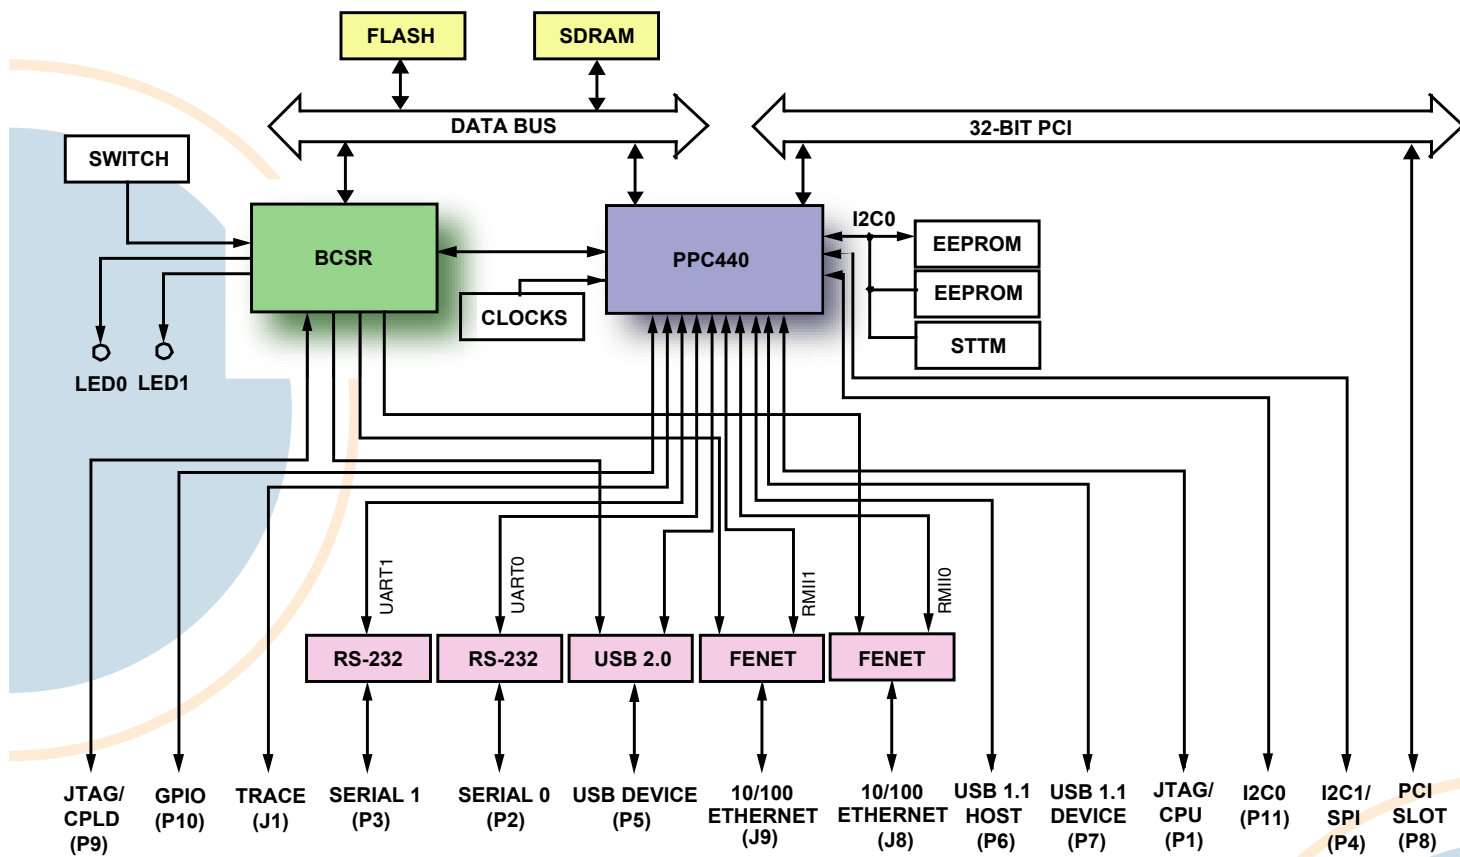 FLASH
SDRAM
DATA BUS
32-BIT PCI
SWITCH
BCSR
PPC440
I2C0
EEPROM
EEPROM
STTM
CLOCKS
LED0
LED1
UART1
UART0
RMII1
RMII0
RS-232
RS-232
USB 2.0
FENET
FENET
JTAG/
CPLD
(P9)
GPIO
(P10)
TRACE
(J1)
SERIAL 1
(P3)
SERIAL 0
(P2)
USB DEVICE
(P5)
10/100
ETHERNET
(J9)
10/100
ETHERNET
(J8)
USB 1.1
HOST
(P6)
USB 1.1
DEVICE
(P7)
JTAG/
CPU
(P1)
I2C0
(P11)
I2C1/
SPI
(P4)
PCI
SLOT
(P8)